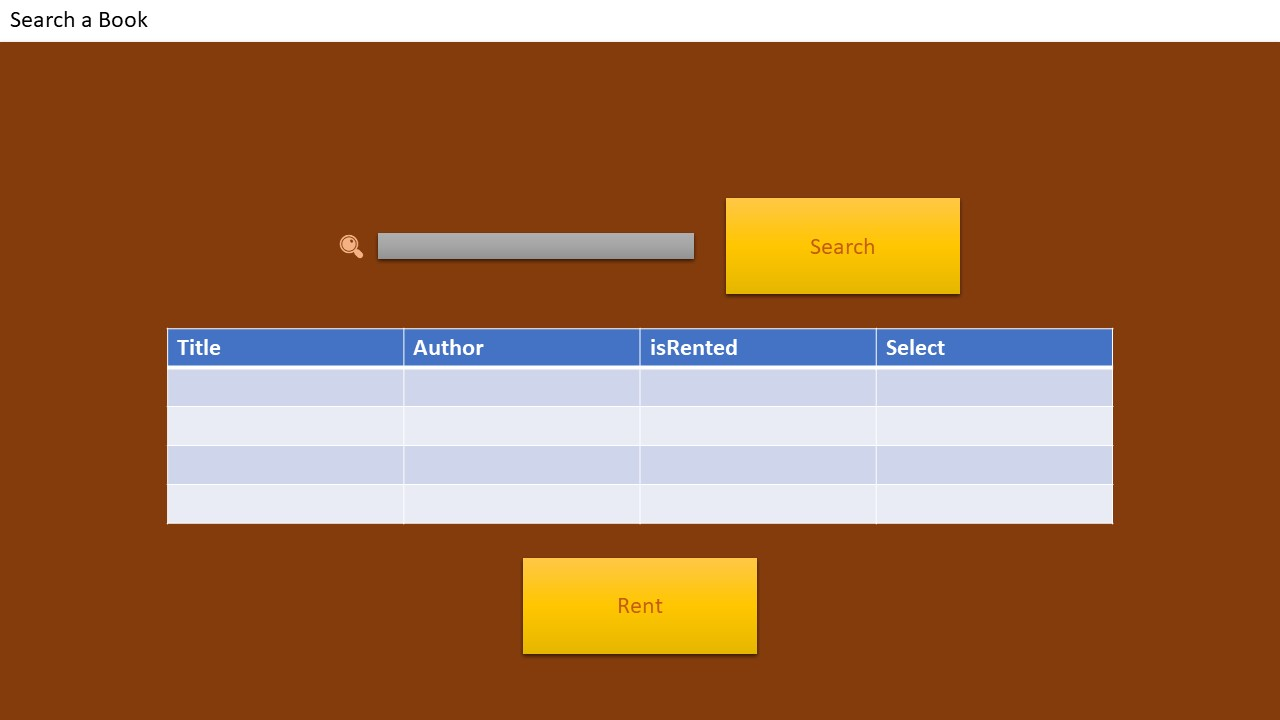 Search a Book
Search
Title Author isRented Select
Rent